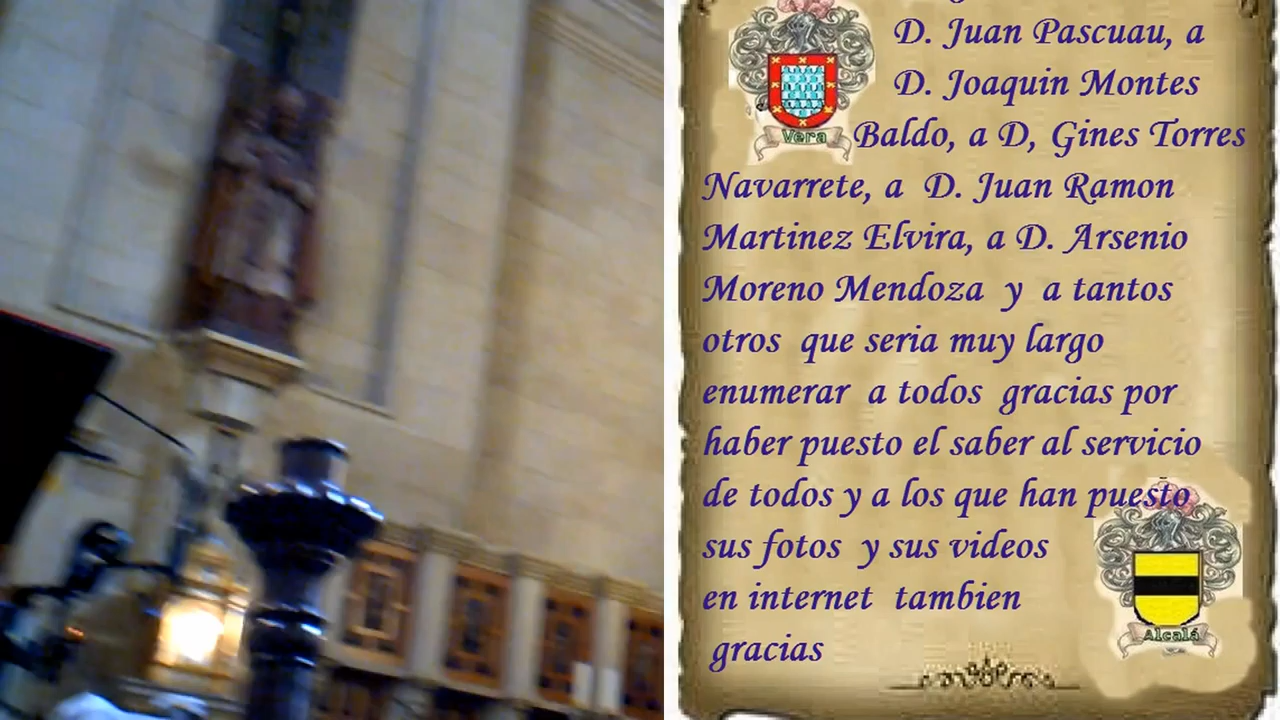 D. Juan Pascuau, a
D. Joaquin Montes
Vera
Baldo, a D, Gines Torres
Navarrete, a D. Juan Ramon
Martinez Elvira, a D. Arsenio
Moreno Mendoza y a tantos
otros que seria muy largo
enumerar a todos gracias por
haber puesto el saber al servicio
de todos y a los que han puesto
sus fotos y sus videos
en internet tambien
Alcalá
gracias